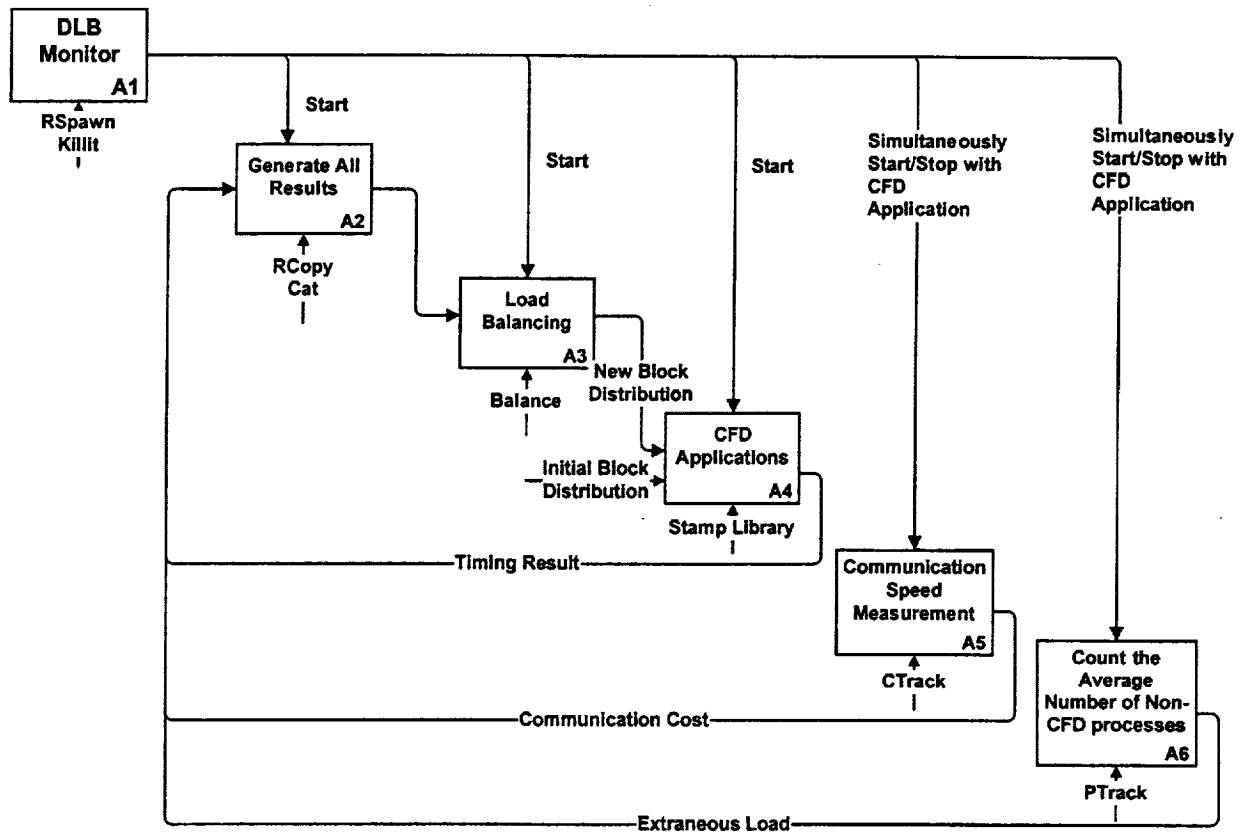 DLB
Monitor
A1
RSpawn
Killit
Start
Generate All
Results
A2
RCopy
Cat
Start
Load
Balancing
A3
Balance
New Block
Distribution
Start
CFD
Applications
A4
Initial Block
Distribution
Stamp Library
Simultaneously
Start/Stop with
CFD
Application
Communication
Speed
Measurement
A5
CTrack
Simultaneously
Start/Stop with
CFD
Application
Count the
Average
Number of Non-
CFD processes
A6
PTrack
Timing Result
Communication Cost
Extraneous Load